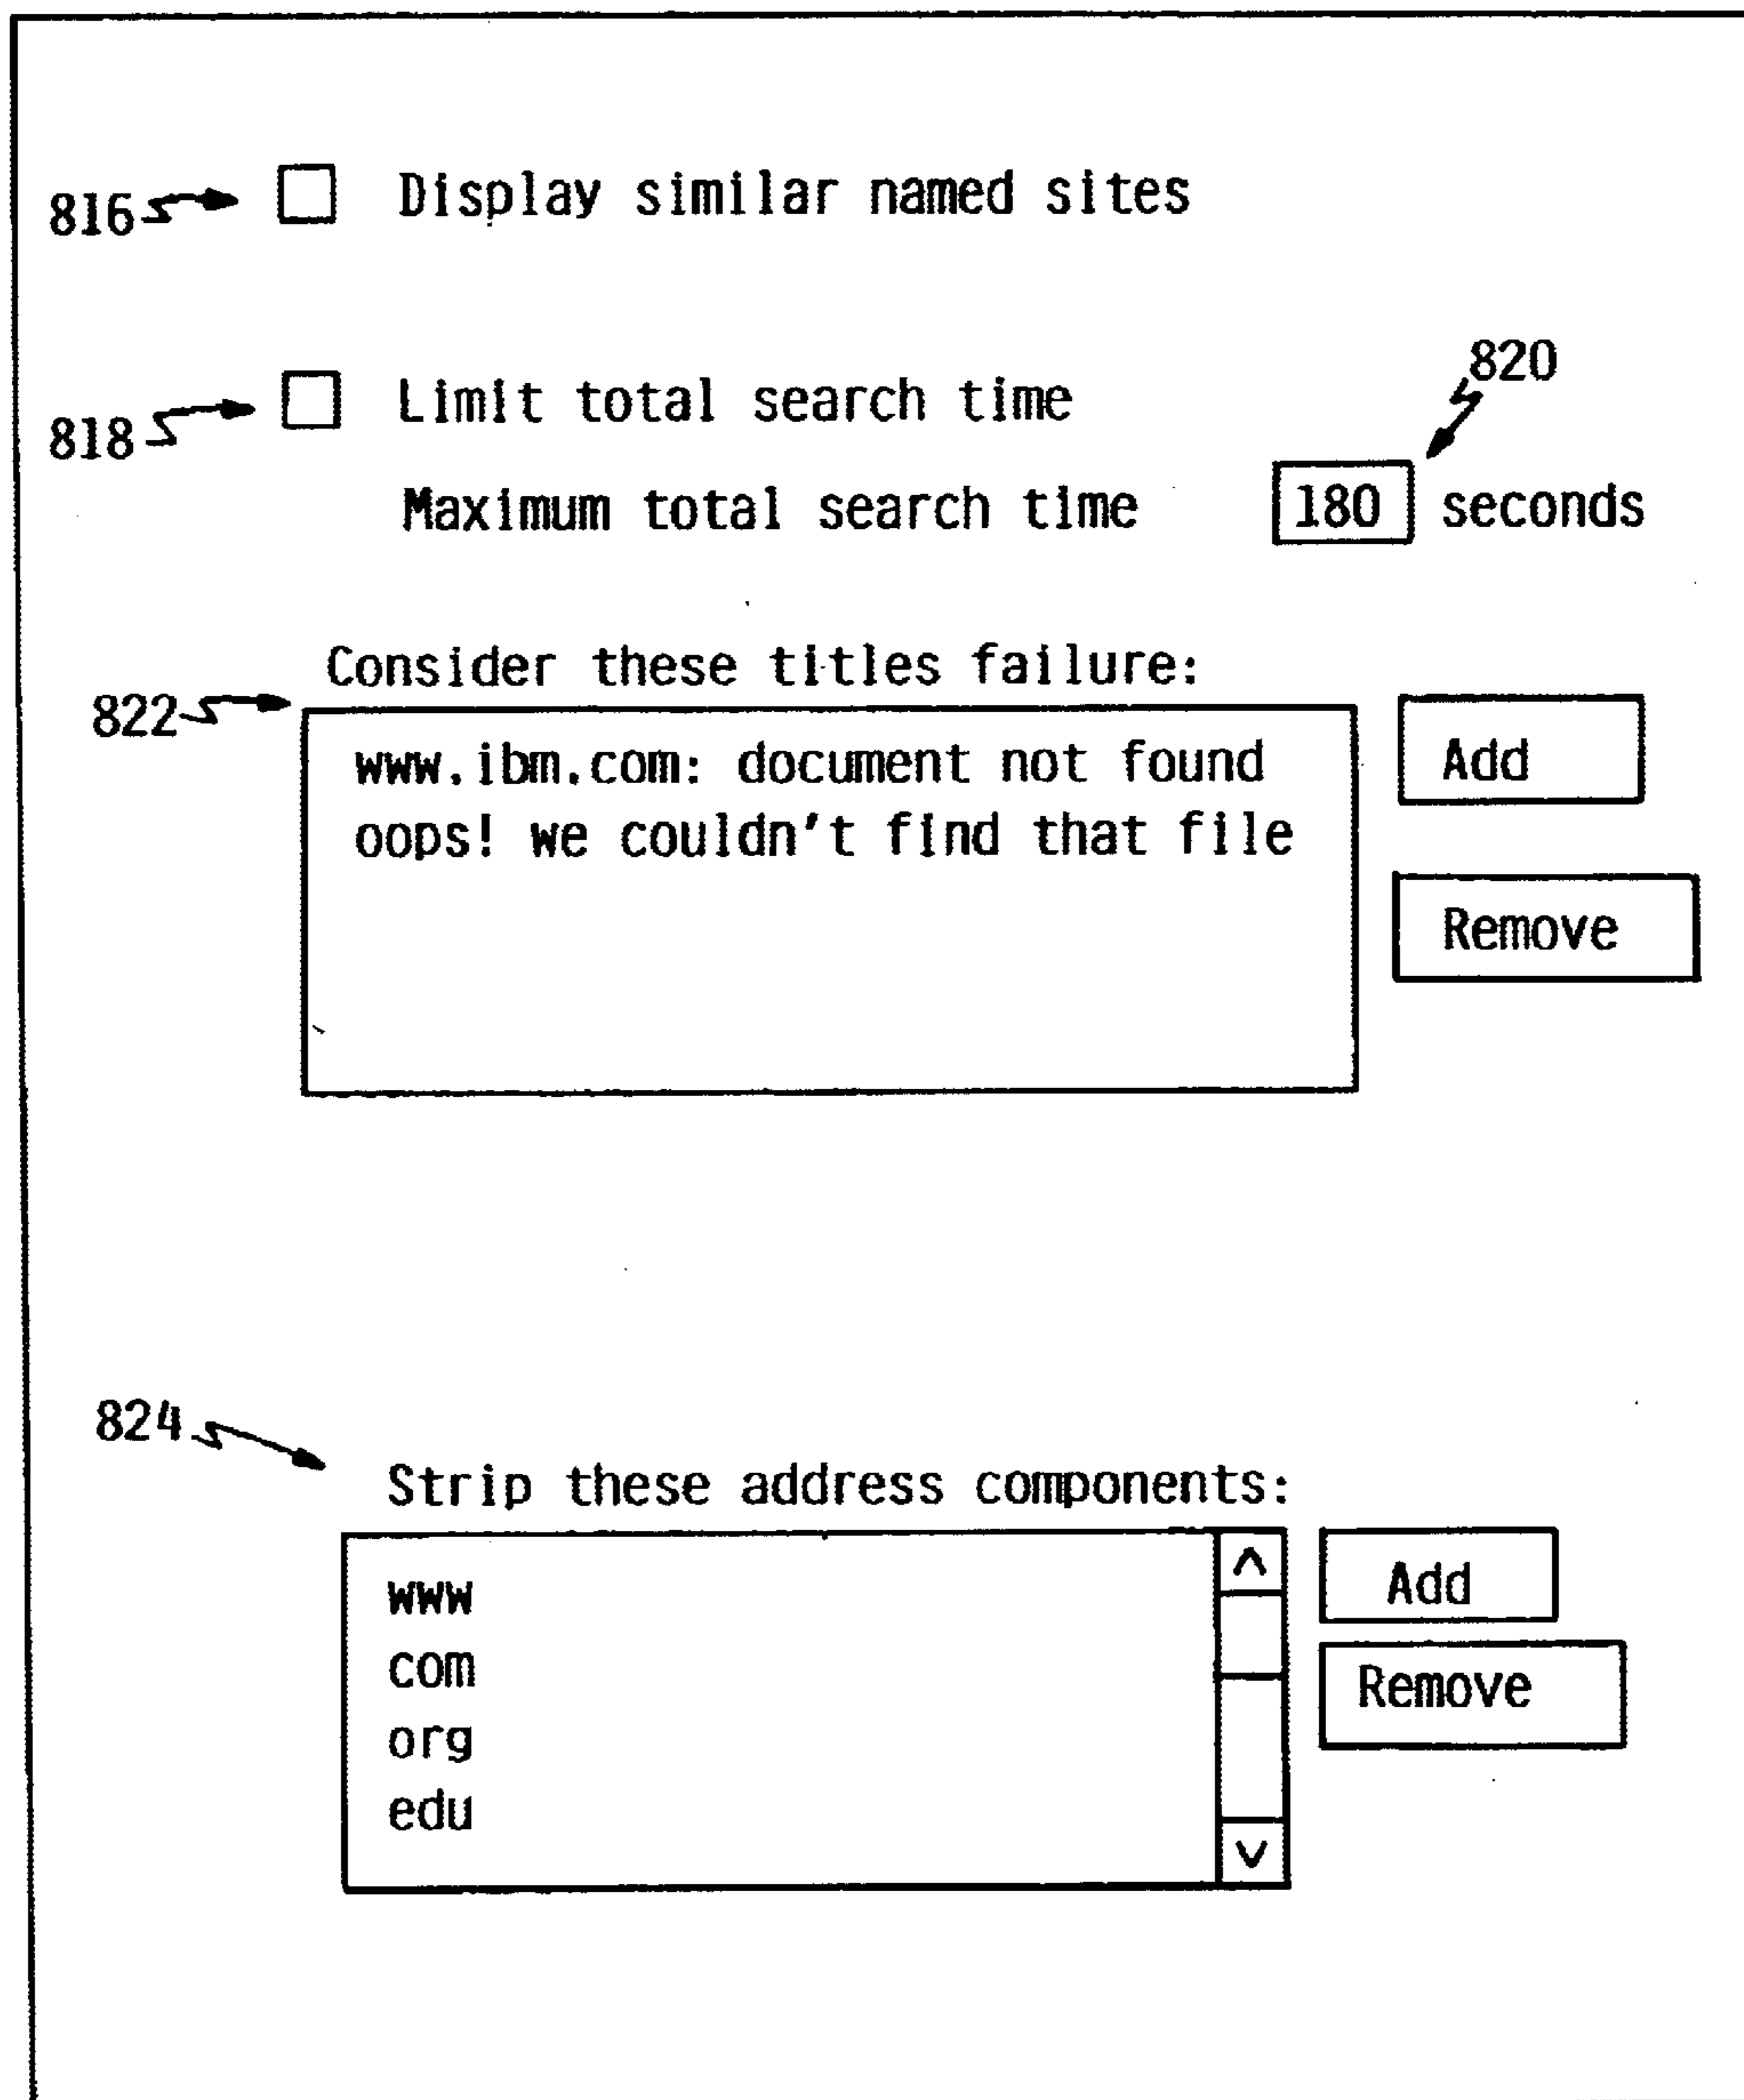 816 Display similar named sites
820
818 Limit total search time
Maximum total search time 180 seconds
Consider these titles failure:
822
www.ibm.com: document not found Add
oops! we couldn't find that file
Remove
824
Strip these address components:
www Add
com Remove
org
edu